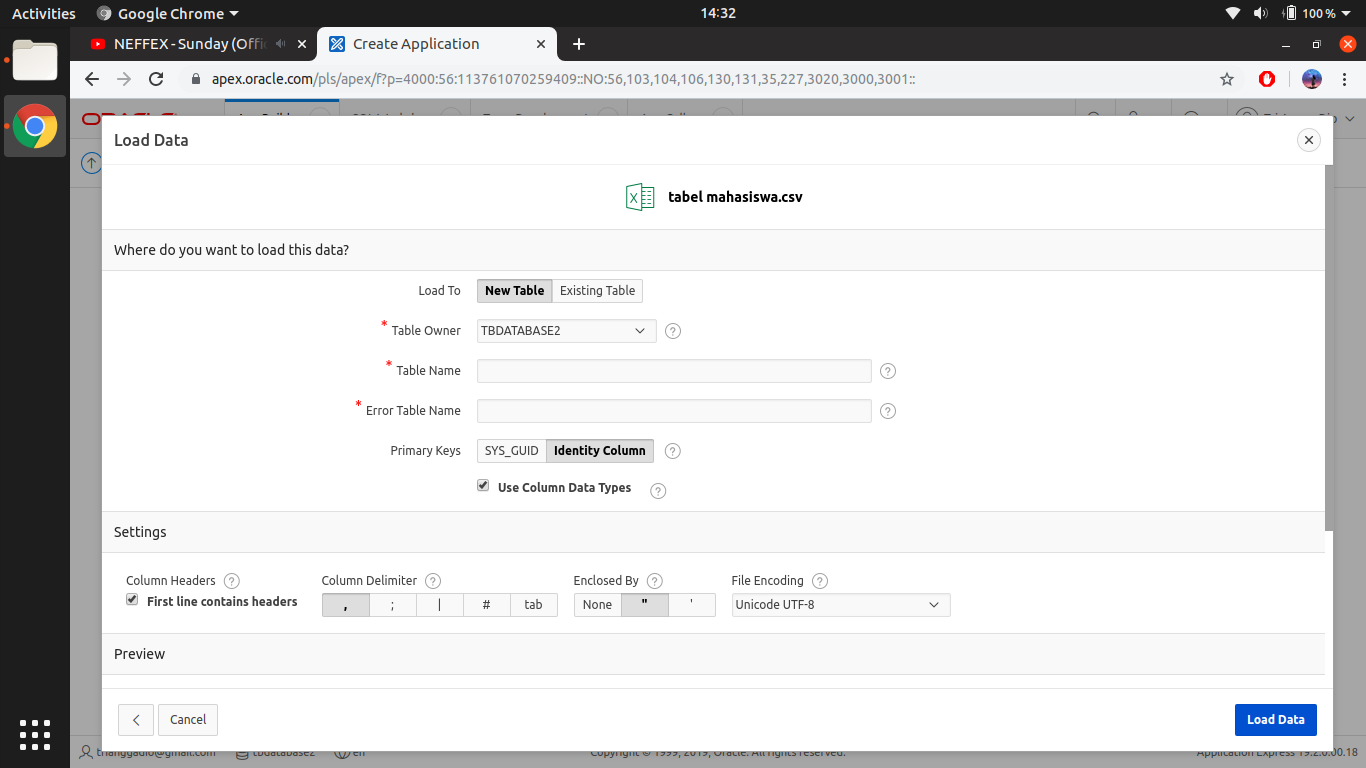 Activities Google Chrome 14:32 100 %
NEFFEX - Sunday (Offi Create Application
apex.oracle.com/pls/apex/f?p=4000:56:113761070259409::NO:56,103,104,106,130,131,35,227,3020,3000,3001::
Load Data
tabel mahasiswa.csv
Where do you want to load this data?
Load To New Table Existing Table
* Table Owner TBDATABASE2 ?
* Table Name ?
* Error Table Name ?
Primary Keys SYS_GUID Identity Column ?
Use Column Data Types ?
Settings
Column Headers ? Column Delimiter ? Enclosed By ? File Encoding ?
First line contains headers , ; | # tab None " ' Unicode UTF-8
Preview
Cancel Load Data
tbdatabase2 en Copyright © 1999, 2019, Oracle. All rights reserved. Application Express 19.2.0.00.18